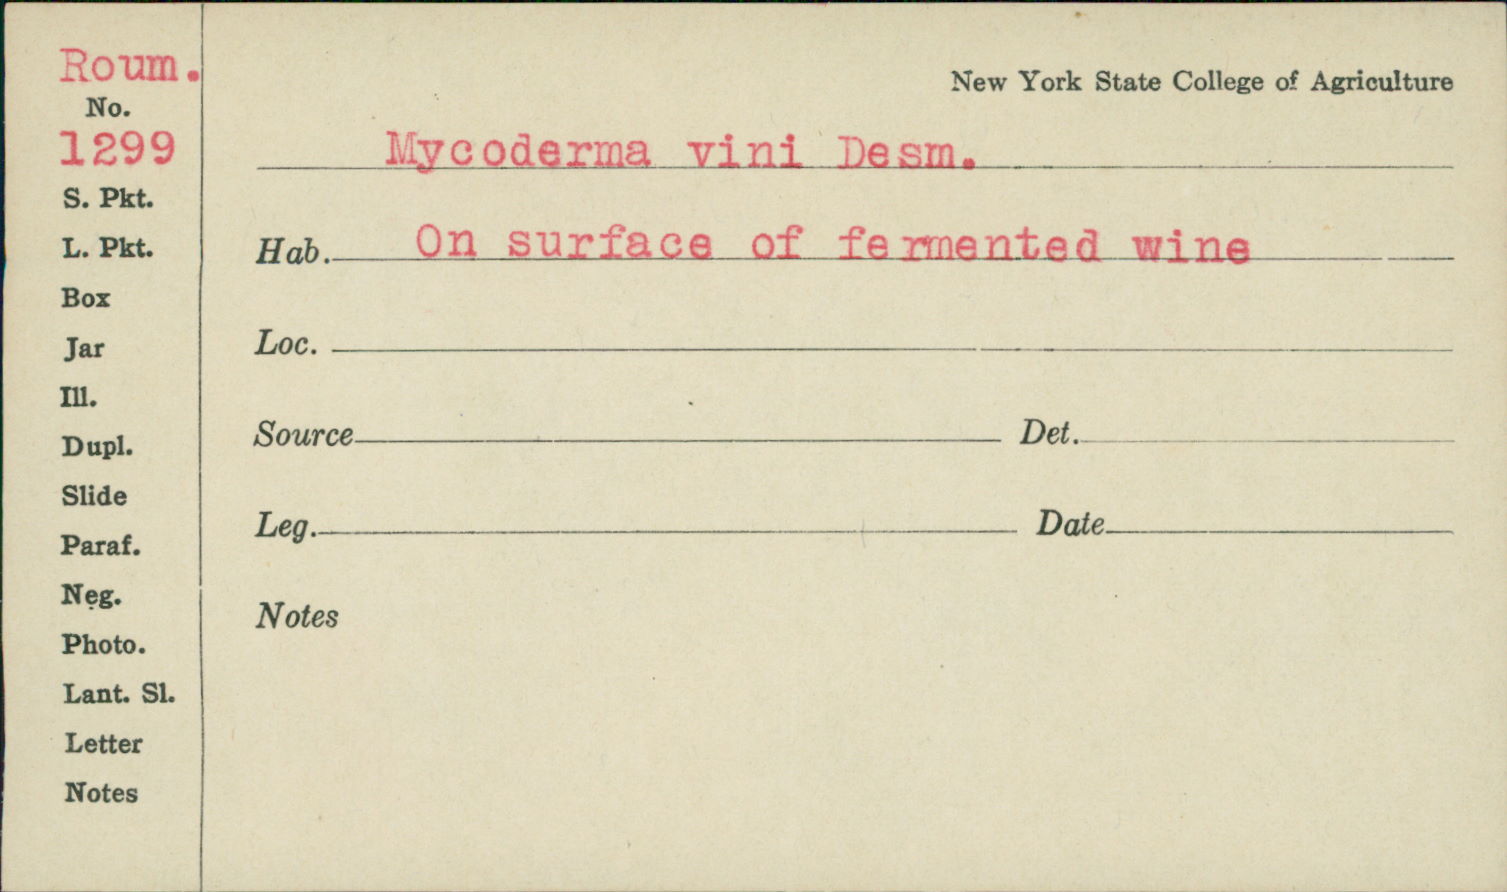 Roum.
No.
1299
S. Pkt.
L. Pkt.
Box
Jar
Ill.
Dupl.
Slide
Paraf.
Neg.
Photo.
Lant. Sl.
Letter
Notes
New York State College of Agriculture
Mycoderma vini Desm.
Hab. On surface of fermented wine
Loc.
Source Det.
Leg. Date
Notes